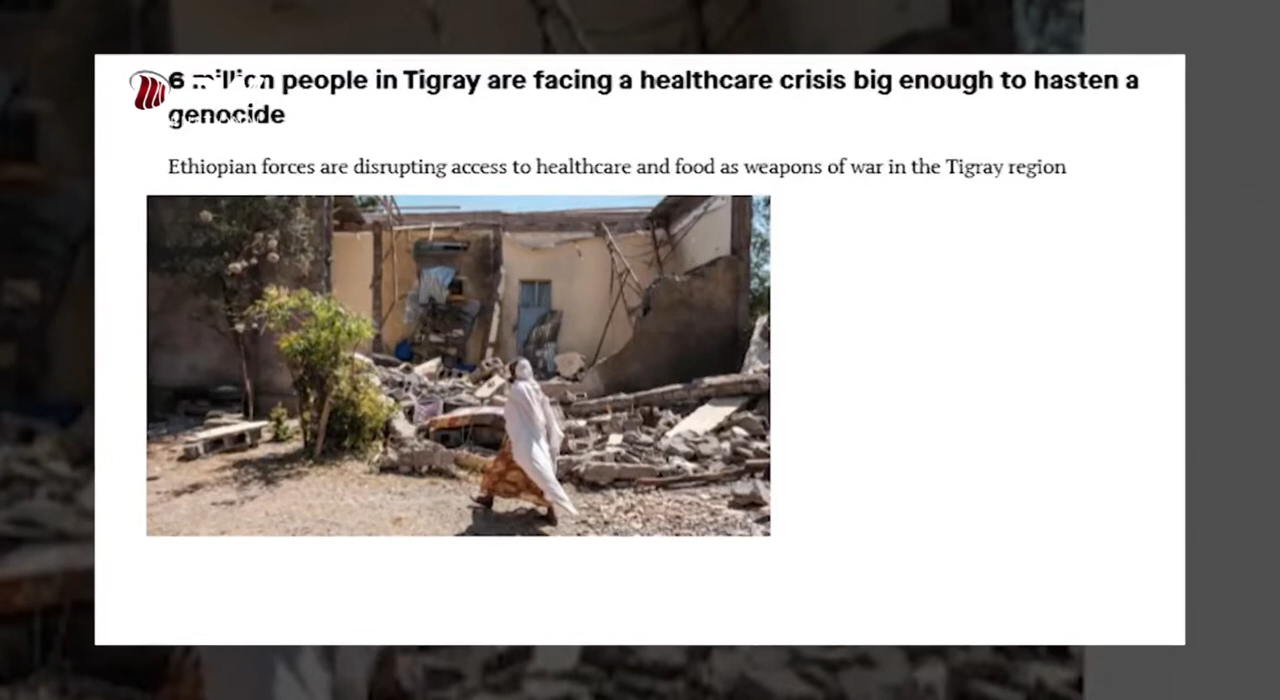 6 million people in Tigray are facing a healthcare crisis big enough to hasten a
genocide
Ethiopian forces are disrupting access to healthcare and food as weapons of war in the Tigray region